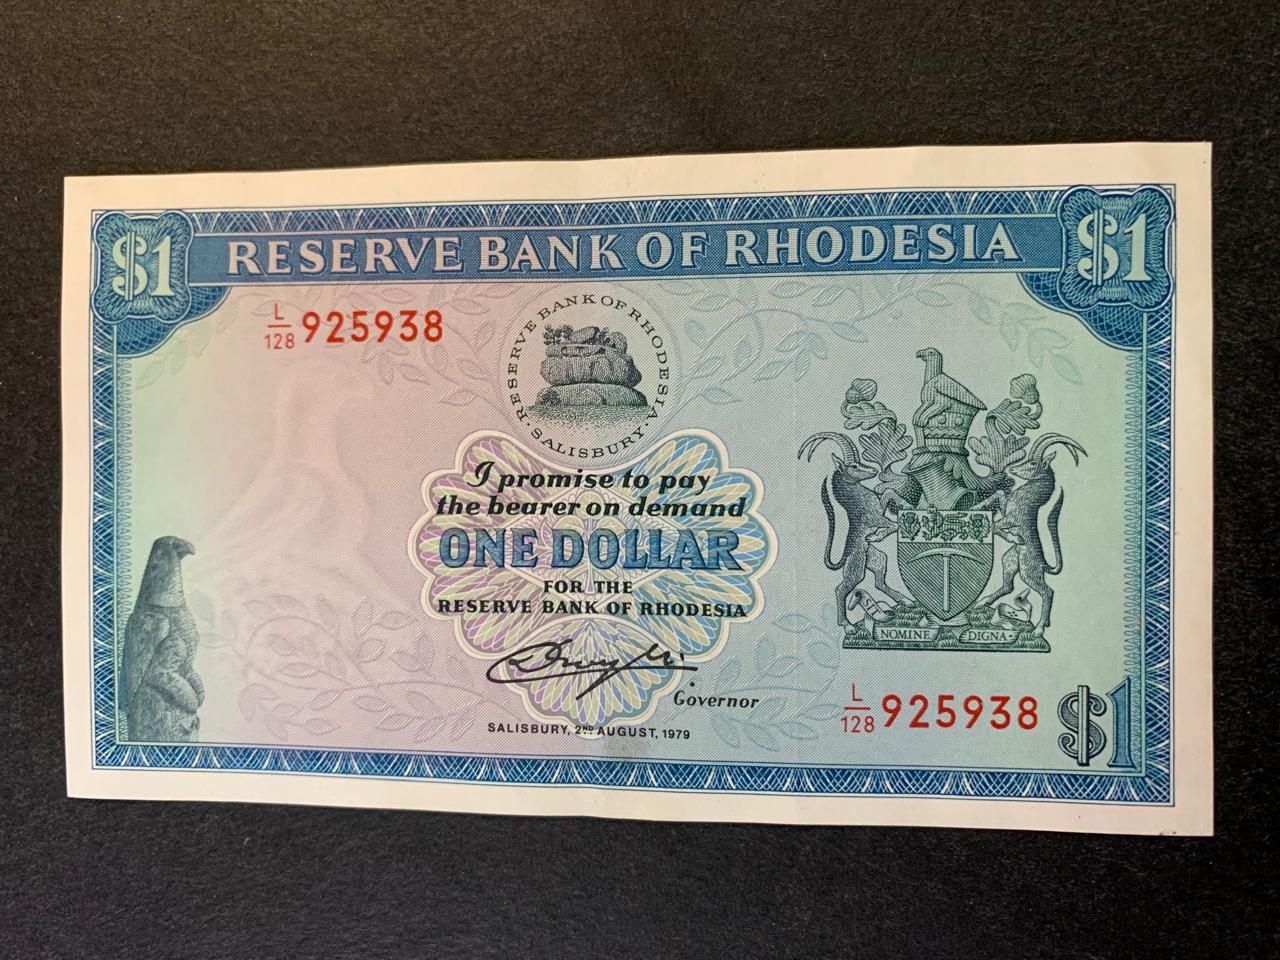 $1 RESERVE BANK OF RHODESIA $1
L/128 925938
RESERVE BANK OF RHODESIA
· SALISBURY ·
I promise to pay
the bearer on demand
ONE DOLLAR
FOR THE
RESERVE BANK OF RHODESIA
SIT NOMINE DIGNA
Governor
L/128 925938 $1
SALISBURY, 2ND AUGUST, 1979